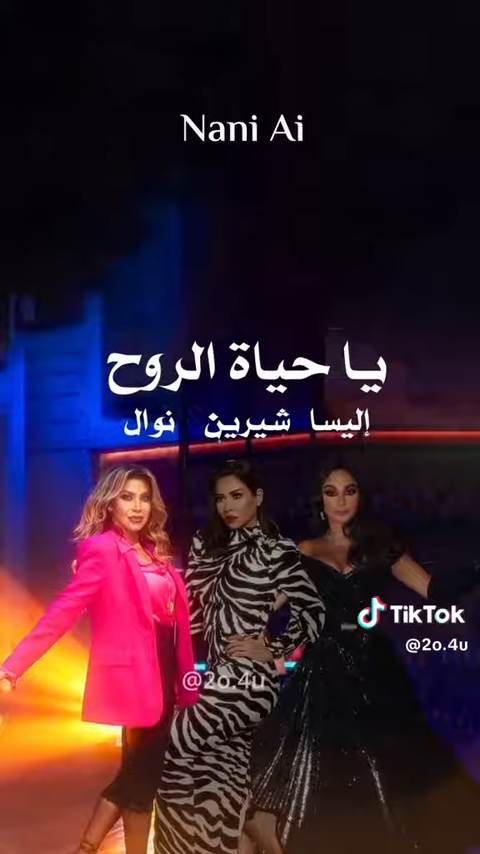 Nani Ai
يا حياة الروح
إليسا شيرين نوال
TikTok
@2o.4u
@2o.4u